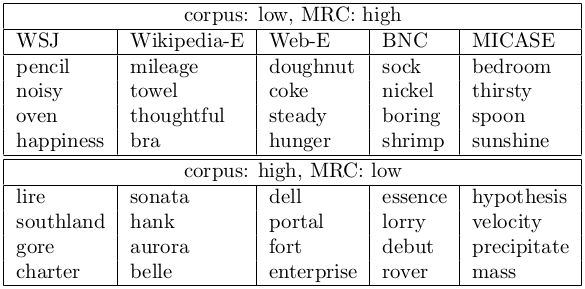 corpus: low, MRC: high
WSJ Wikipedia-E Web-E BNC MICASE
pencil mileage doughnut sock bedroom
noisy towel coke nickel thirsty
oven thoughtful steady boring spoon
happiness bra hunger shrimp sunshine
corpus: high, MRC: low
lire sonata dell essence hypothesis
southland hank portal lorry velocity
gore aurora fort debut precipitate
charter belle enterprise rover mass